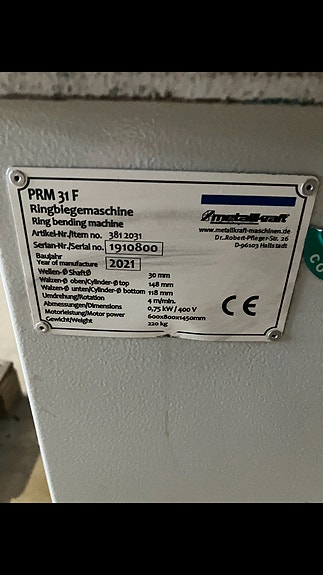 PRM 31 F
Ringbiegemaschine
Ring bending machine
Artikel-Nr./Item no. 381 2031
Serian-Nr./Serial no. 1910800
Baujahr
Year of manufacture 2021
Wellen-Ø Shaft Ø 30 mm
Walzen-Ø oben/Cylinder-Ø top 148 mm
Walzen-Ø unten/Cylinder-Ø bottom 118 mm
Umdrehung/Rotation 4 m/min.
Abmessungen/Dimensions 0,75 kW / 400 V
Motorleistung/Motor power 600x800x1450mm
Gewicht/Weight 220 kg
metallkraft
www.metallkraft-maschinen.de
Dr.-Robert-Pfleger-Str. 26
D-96103 Hallstadt
CE
CO